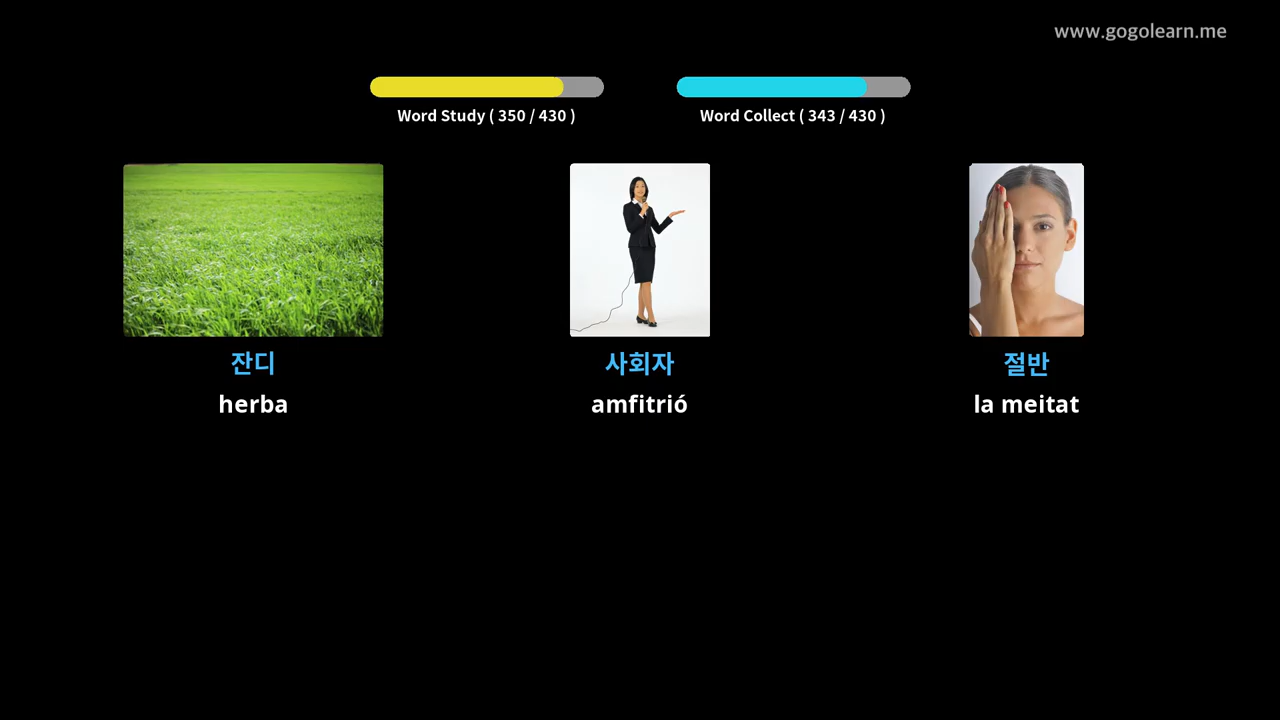 www.gogolearn.me
Word Study ( 350 / 430 )
Word Collect ( 343 / 430 )
잔디
사회자
절반
herba
amfitrió
la meitat